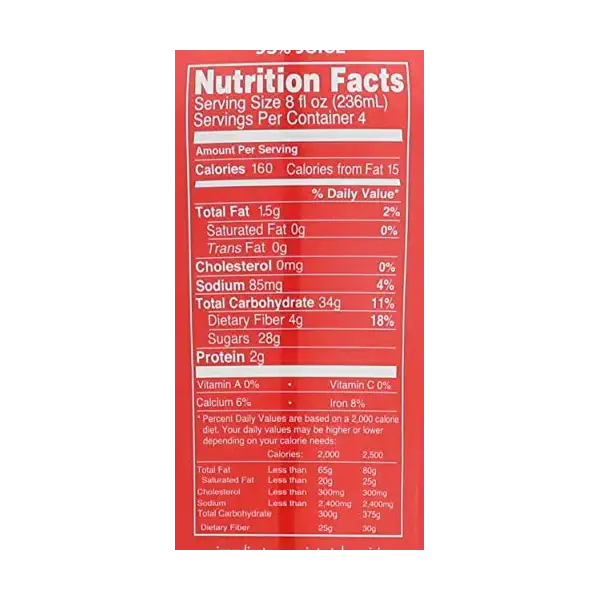 95% JUICE
Nutrition Facts
Serving Size 8 fl oz (236mL)
Servings Per Container 4
Amount Per Serving
Calories 160 Calories from Fat 15
% Daily Value*
Total Fat 1.5g 2%
Saturated Fat 0g 0%
Trans Fat 0g
Cholesterol 0mg 0%
Sodium 85mg 4%
Total Carbohydrate 34g 11%
Dietary Fiber 4g 18%
Sugars 28g
Protein 2g
Vitamin A 0% • Vitamin C 0%
Calcium 6% • Iron 8%
* Percent Daily Values are based on a 2,000 calorie
diet. Your daily values may be higher or lower
depending on your calorie needs:
Calories: 2,000 2,500
Total Fat Less than 65g 80g
Saturated Fat Less than 20g 25g
Cholesterol Less than 300mg 300mg
Sodium Less than 2,400mg 2,400mg
Total Carbohydrate 300g 375g
Dietary Fiber 25g 30g